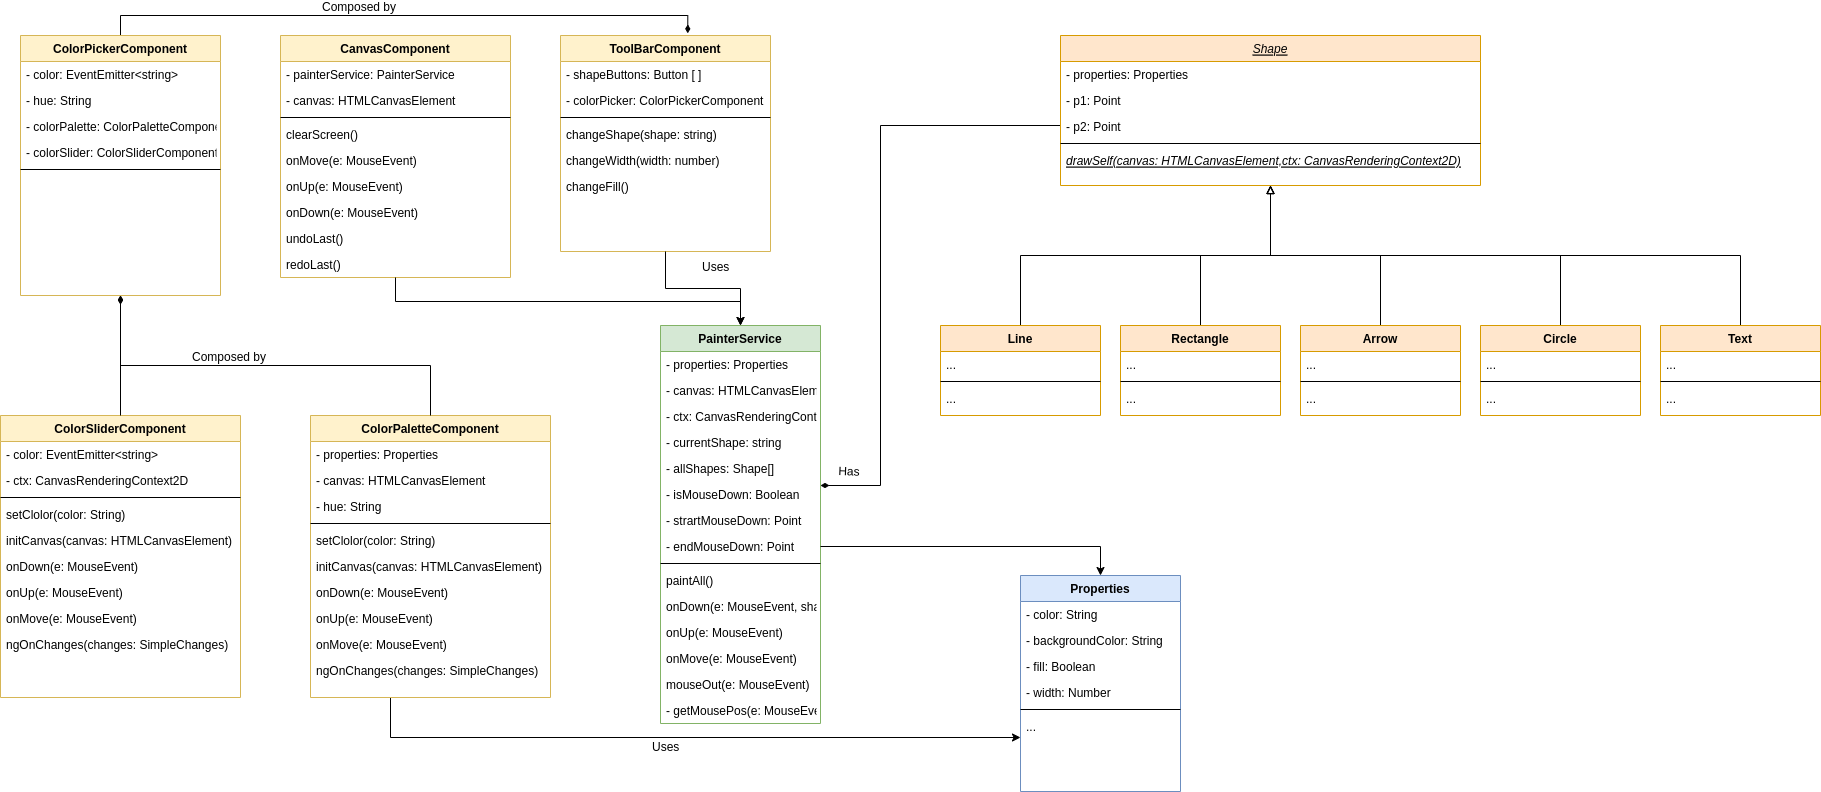 Composed by
ColorPickerComponent
- color: EventEmitter<string>
- hue: String
- colorPalette: ColorPaletteCompone
- colorSlider: ColorSliderComponent
CanvasComponent
- painterService: PainterService
- canvas: HTMLCanvasElement
clearScreen()
onMove(e: MouseEvent)
onUp(e: MouseEvent)
onDown(e: MouseEvent)
undoLast()
redoLast()
ToolBarComponent
- shapeButtons: Button [ ]
- colorPicker: ColorPickerComponent
changeShape(shape: string)
changeWidth(width: number)
changeFill()
Uses
Shape
- properties: Properties
- p1: Point
- p2: Point
drawSelf(canvas: HTMLCanvasElement,ctx: CanvasRenderingContext2D)
Line
...
...
Rectangle
...
...
Arrow
...
...
Circle
...
...
Text
...
...
Composed by
ColorSliderComponent
- color: EventEmitter<string>
- ctx: CanvasRenderingContext2D
setClolor(color: String)
initCanvas(canvas: HTMLCanvasElement)
onDown(e: MouseEvent)
onUp(e: MouseEvent)
onMove(e: MouseEvent)
ngOnChanges(changes: SimpleChanges)
ColorPaletteComponent
- properties: Properties
- canvas: HTMLCanvasElement
- hue: String
setClolor(color: String)
initCanvas(canvas: HTMLCanvasElement)
onDown(e: MouseEvent)
onUp(e: MouseEvent)
onMove(e: MouseEvent)
ngOnChanges(changes: SimpleChanges)
PainterService
- properties: Properties
- canvas: HTMLCanvasElem
- ctx: CanvasRenderingCont
- currentShape: string
- allShapes: Shape[]
- isMouseDown: Boolean
- strartMouseDown: Point
- endMouseDown: Point
paintAll()
onDown(e: MouseEvent, sha
onUp(e: MouseEvent)
onMove(e: MouseEvent)
mouseOut(e: MouseEvent)
- getMousePos(e: MouseEve
Has
Properties
- color: String
- backgroundColor: String
- fill: Boolean
- width: Number
...
Uses